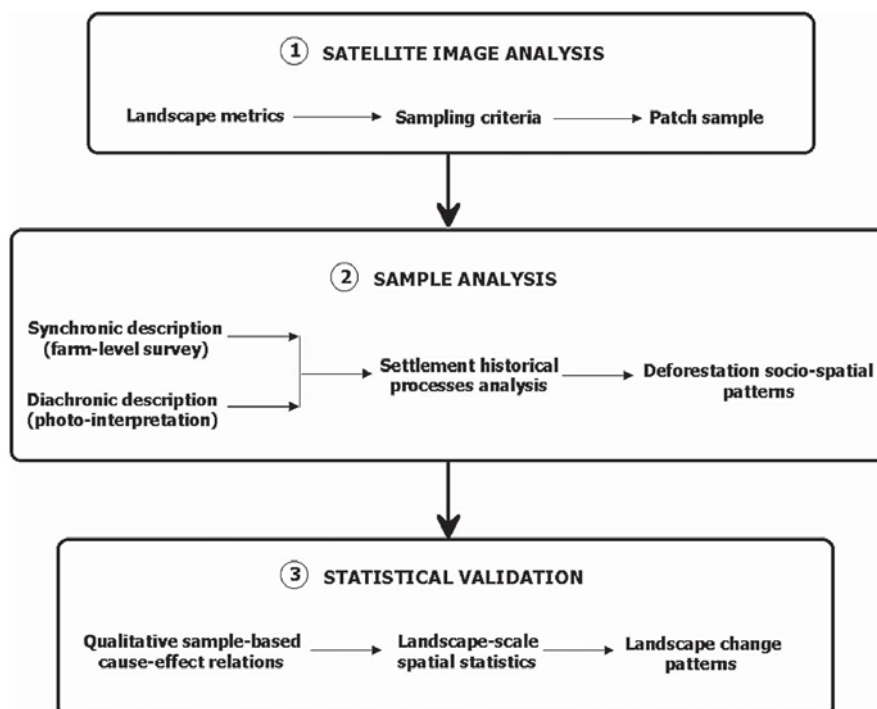 1 SATELLITE IMAGE ANALYSIS
Landscape metrics
Sampling criteria
Patch sample
2 SAMPLE ANALYSIS
Synchronic description
(farm-level survey)
Diachronic description
(photo-interpretation)
Settlement historical
processes analysis
Deforestation socio-spatial
patterns
3 STATISTICAL VALIDATION
Qualitative sample-based
cause-effect relations
Landscape-scale
spatial statistics
Landscape change
patterns